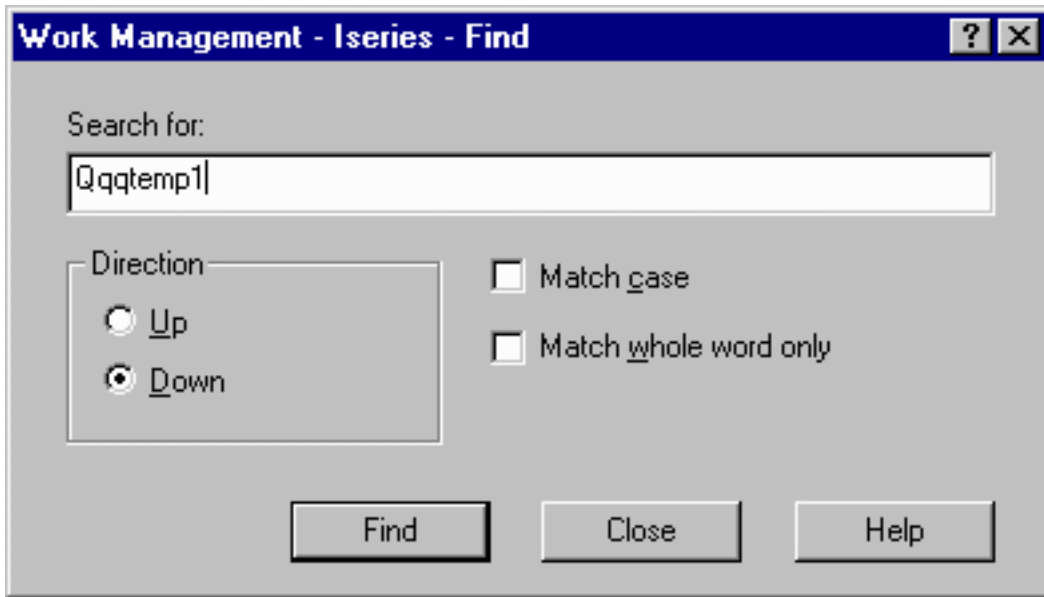 Work Management - Iseries - Find
?
Search for:
Qqqtemp1
Direction
Match case
Up
Match whole word only
Down
Find Close Help